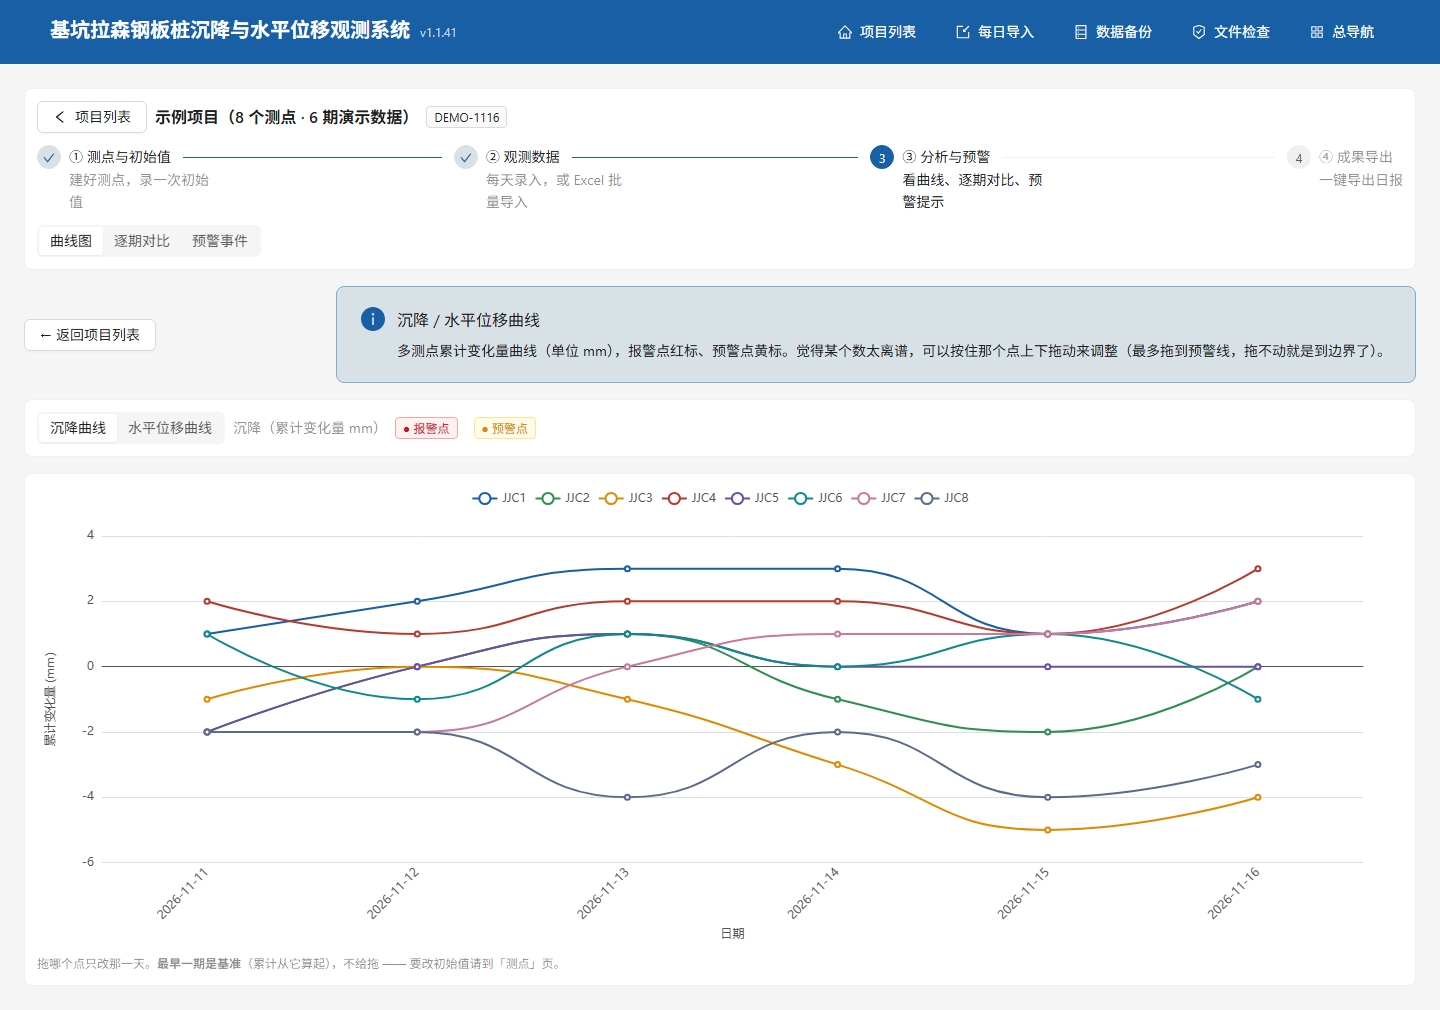 基坑拉森钢板桩沉降与水平位移观测系统 v1.1.41
项目列表 每日导入 数据备份 文件检查 总导航
项目列表 示例项目（8 个测点 · 6 期演示数据） DEMO-1116
① 测点与初始值
建好测点，录一次初始
值
② 观测数据
每天录入，或 Excel 批
量导入
3 ③ 分析与预警
看曲线、逐期对比、预
警提示
4 ④ 成果导出
一键导出日报
曲线图 逐期对比 预警事件
← 返回项目列表
沉降 / 水平位移曲线
多测点累计变化量曲线（单位 mm），报警点红标、预警点黄标。觉得某个数太离谱，可以按住那个点上下拖动来调整（最多拖到预警线，拖不动就是到边界了）。
沉降曲线 水平位移曲线 沉降（累计变化量 mm） ● 报警点 ● 预警点
JJC1 JJC2 JJC3 JJC4 JJC5 JJC6 JJC7 JJC8
4
2
0
-2
-4
-6
累计变化量 (mm)
2026-11-11 2026-11-12 2026-11-13 2026-11-14 2026-11-15 2026-11-16
日期
拖哪个点只改那一天。最早一期是基准（累计从它算起），不给拖 —— 要改初始值请到「测点」页。